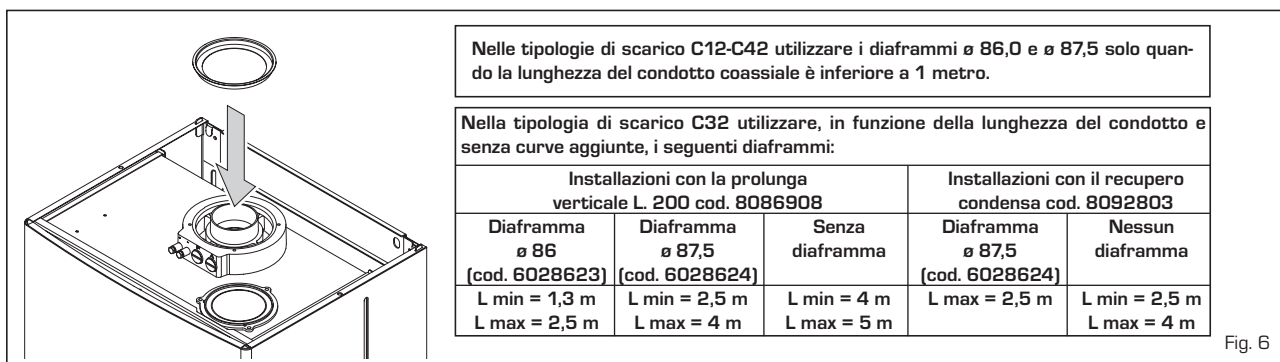 Nelle tipologie di scarico C12-C42 utilizzare i diaframmi ø 86,0 e ø 87,5 solo quan-
do la lunghezza del condotto coassiale è inferiore a 1 metro.
Nella tipologia di scarico C32 utilizzare, in funzione della lunghezza del condotto e
senza curve aggiunte, i seguenti diaframmi:
Installazioni con la prolunga
verticale L. 200 cod. 8086908
Installazioni con il recupero
condensa cod. 8092803
Diaframma
ø 86
(cod. 6028623)
Diaframma
ø 87,5
(cod. 6028624)
Senza
diaframma
Diaframma
ø 87,5
(cod. 6028624)
Nessun
diaframma
L min = 1,3 m
L max = 2,5 m
L min = 2,5 m
L max = 4 m
L min = 4 m
L max = 5 m
L max = 2,5 m
L min = 2,5 m
L max = 4 m
Fig. 6